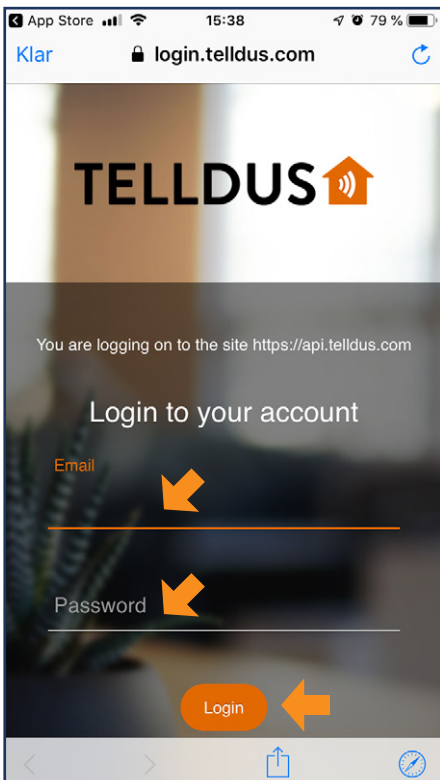 App Store 15:38 79 %
Klar login.telldus.com
TELLDUS
You are logging on to the site https://api.telldus.com
Login to your account
Email
Password
Login